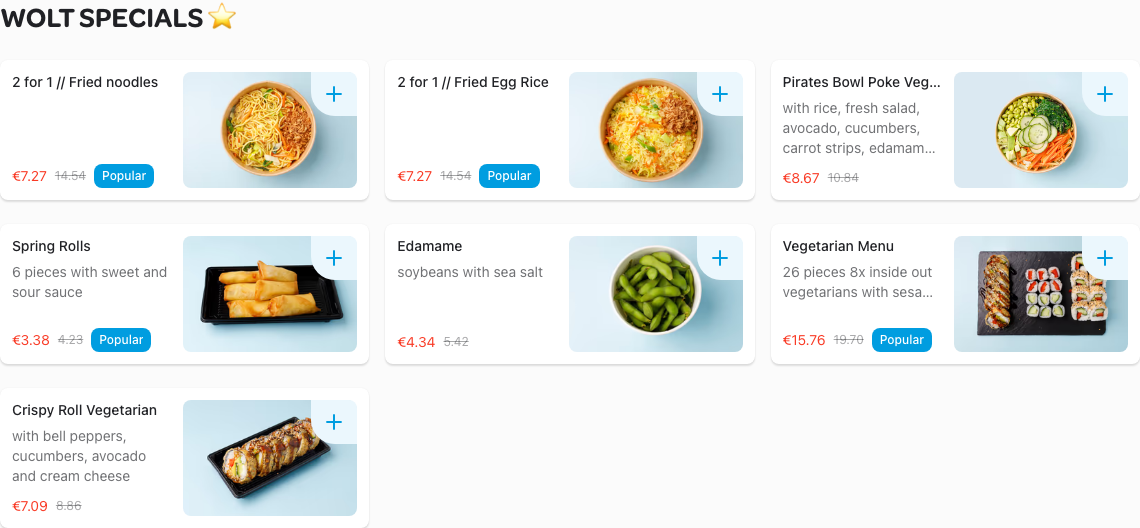 WOLT SPECIALS ⭐
2 for 1 // Fried noodles
€7.27 14.54 Popular
2 for 1 // Fried Egg Rice
€7.27 14.54 Popular
Pirates Bowl Poke Veg...
with rice, fresh salad,
avocado, cucumbers,
carrot strips, edamam...
€8.67 10.84
Spring Rolls
6 pieces with sweet and
sour sauce
€3.38 4.23 Popular
Edamame
soybeans with sea salt
€4.34 5.42
Vegetarian Menu
26 pieces 8x inside out
vegetarians with sesa...
€15.76 19.70 Popular
Crispy Roll Vegetarian
with bell peppers,
cucumbers, avocado
and cream cheese
€7.09 8.86